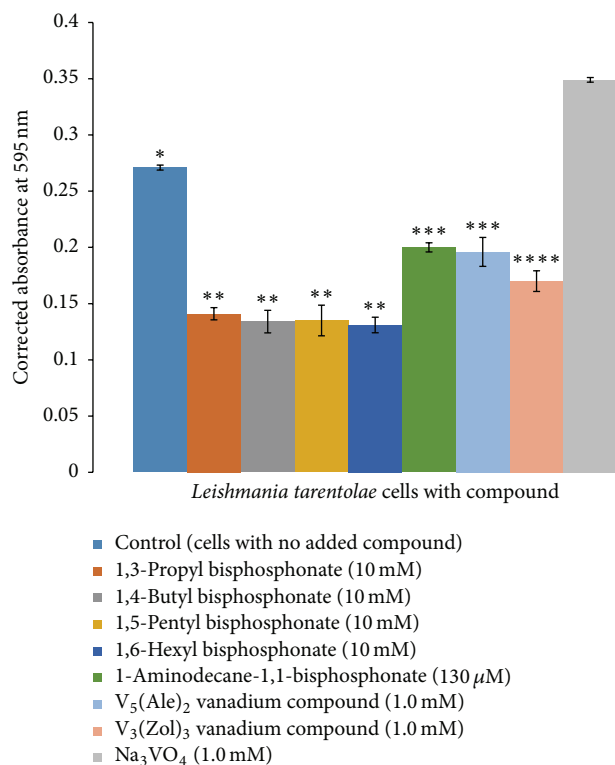 0.4
0.35
0.3
0.25
0.2
0.15
0.1
0.05
0
Corrected absorbance at 595 nm
*
**
**
**
**
***
***
****
Leishmania tarentolae cells with compound
Control (cells with no added compound)
1,3-Propyl bisphosphonate (10 mM)
1,4-Butyl bisphosphonate (10 mM)
1,5-Pentyl bisphosphonate (10 mM)
1,6-Hexyl bisphosphonate (10 mM)
1-Aminodecane-1,1-bisphosphonate (130 μM)
V₅(Ale)₂ vanadium compound (1.0 mM)
V₃(Zol)₃ vanadium compound (1.0 mM)
Na₃VO₄ (1.0 mM)